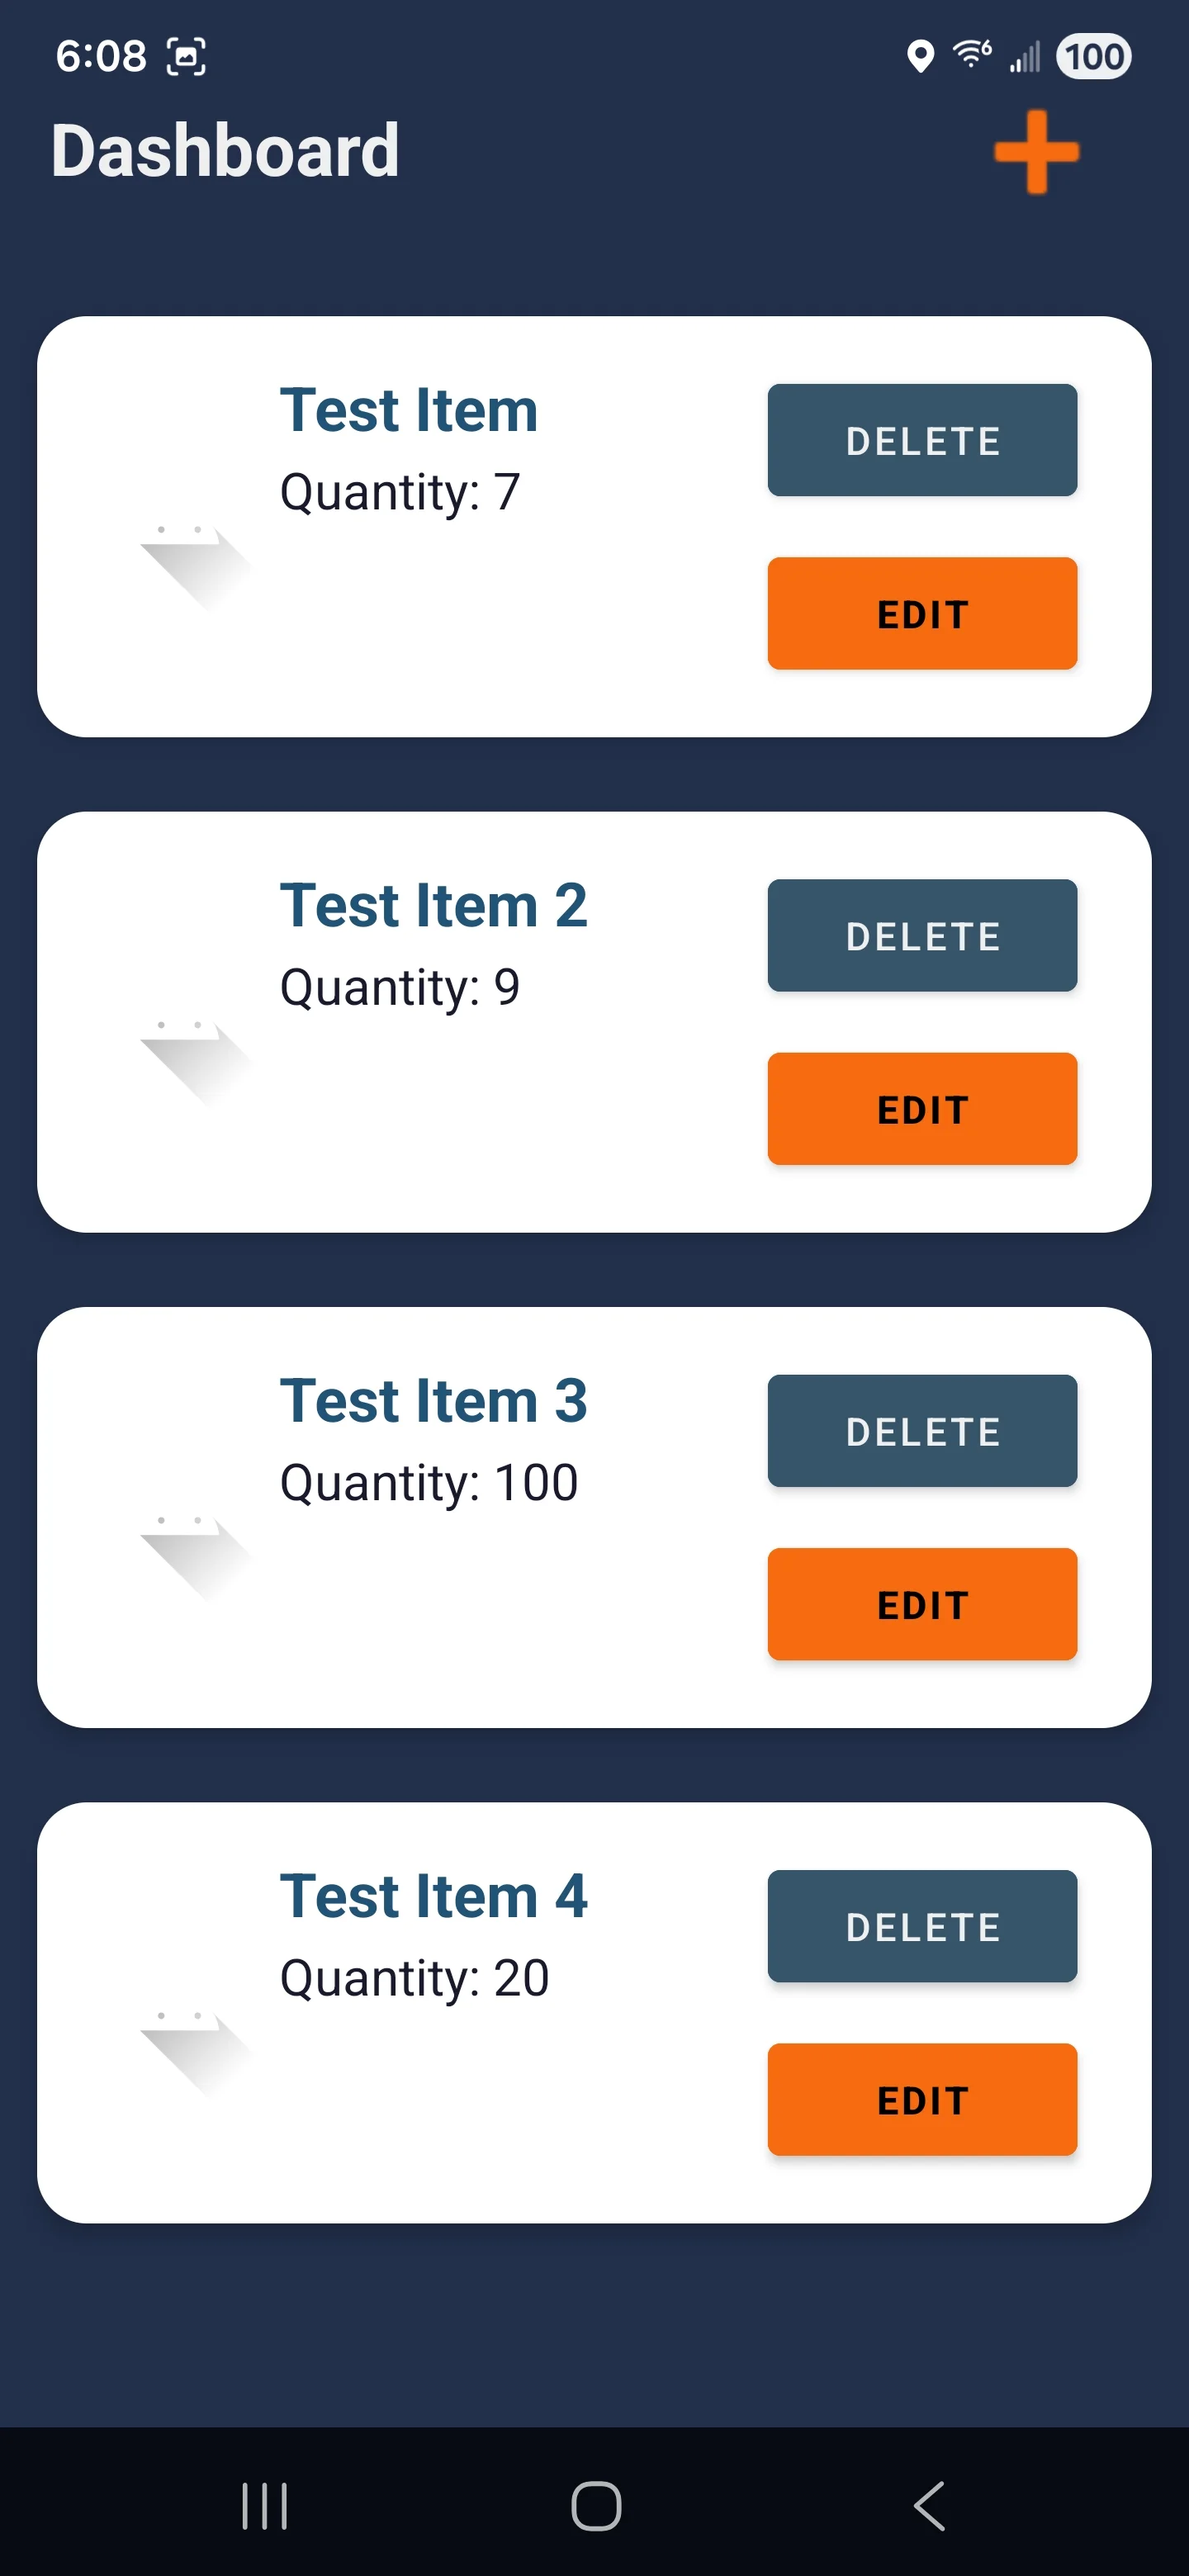 6:08
6
100
Dashboard
Test Item
Quantity: 7
DELETE
EDIT
Test Item 2
Quantity: 9
DELETE
EDIT
Test Item 3
Quantity: 100
DELETE
EDIT
Test Item 4
Quantity: 20
DELETE
EDIT